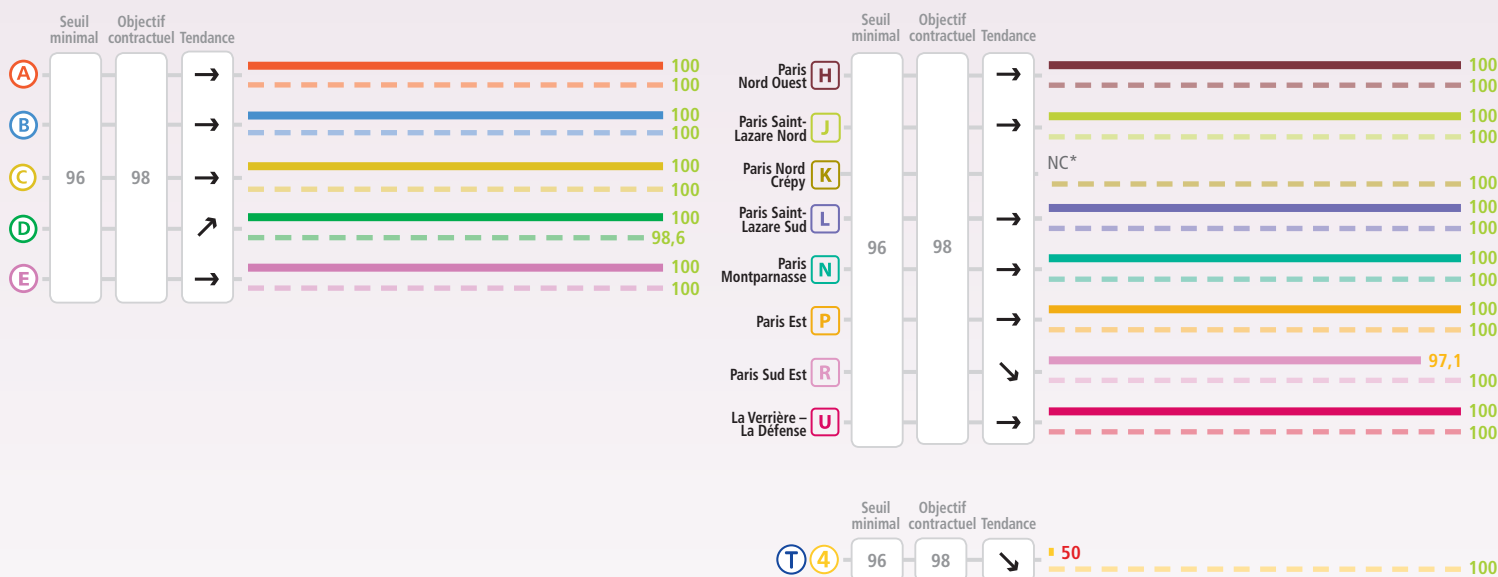 Seuil minimal
Objectif contractuel
Tendance
A
100
100
B
100
100
C
96
98
100
100
D
100
98,6
E
100
100
Seuil minimal
Objectif contractuel
Tendance
Paris
Nord Ouest
H
100
100
Paris Saint-
Lazare Nord
J
100
100
Paris Nord
Crépy
K
NC*
100
Paris Saint-
Lazare Sud
L
100
100
96
98
Paris
Montparnasse
N
100
100
Paris Est
P
100
100
Paris Sud Est
R
97,1
100
La Verrière –
La Défense
U
100
100
Seuil minimal
Objectif contractuel
Tendance
T 4
96
98
50
100